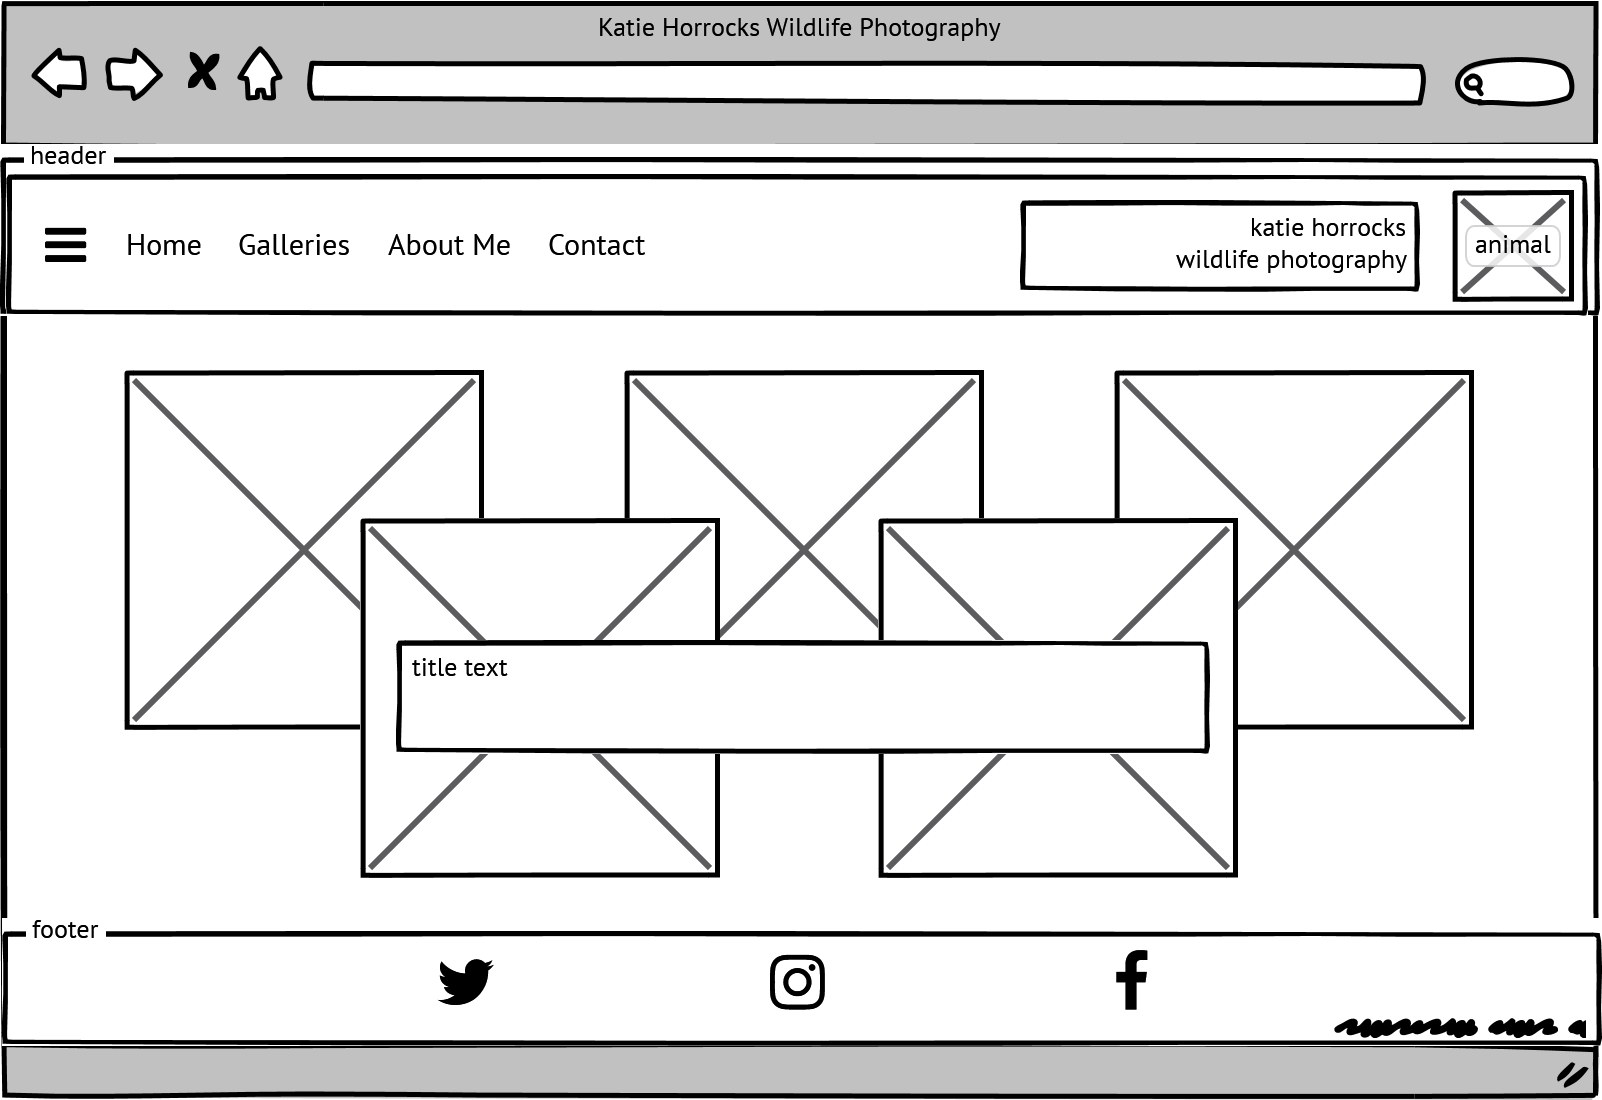 Katie Horrocks Wildlife Photography
header
Home Galleries About Me Contact
katie horrocks
wildlife photography
animal
title text
footer